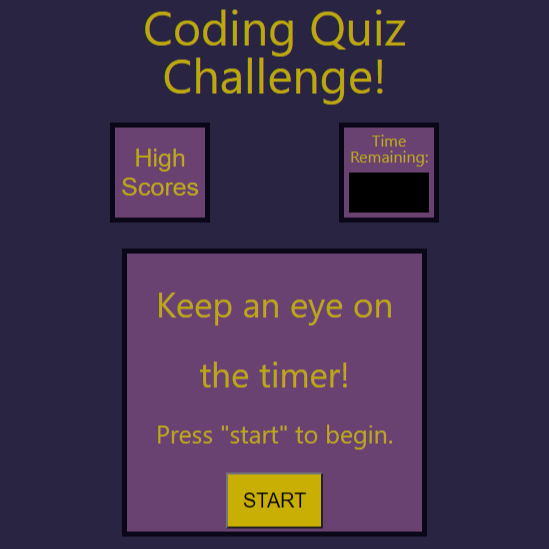 Coding Quiz
Challenge!
High
Scores
Time
Remaining:
Keep an eye on
the timer!
Press "start" to begin.
START